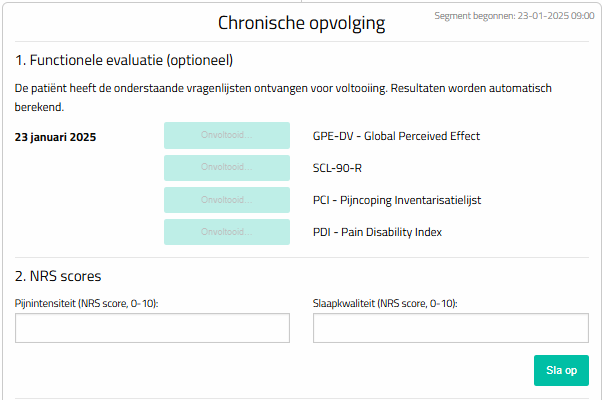 Chronische opvolging
Segment begonnen: 23-01-2025 09:00
1. Functionele evaluatie (optioneel)
De patiënt heeft de onderstaande vragenlijsten ontvangen voor voltooiing. Resultaten worden automatisch
berekend.
23 januari 2025
Onvoltooid...
GPE-DV - Global Perceived Effect
Onvoltooid...
SCL-90-R
Onvoltooid...
PCI - Pijncoping Inventarisatielijst
Onvoltooid...
PDI - Pain Disability Index
2. NRS scores
Pijnintensiteit (NRS score, 0-10):
Slaapkwaliteit (NRS score, 0-10):
Sla op